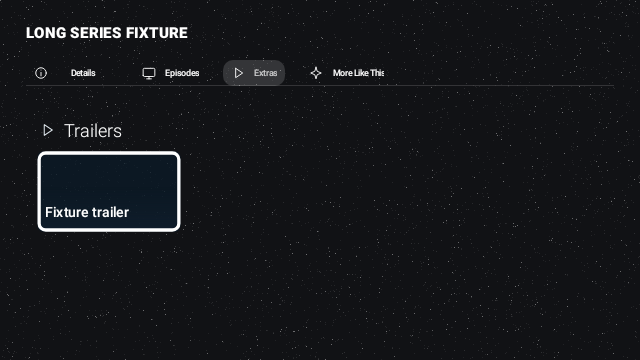 LONG SERIES FIXTURE
Details Episodes Extras More Like This
Trailers
Fixture trailer